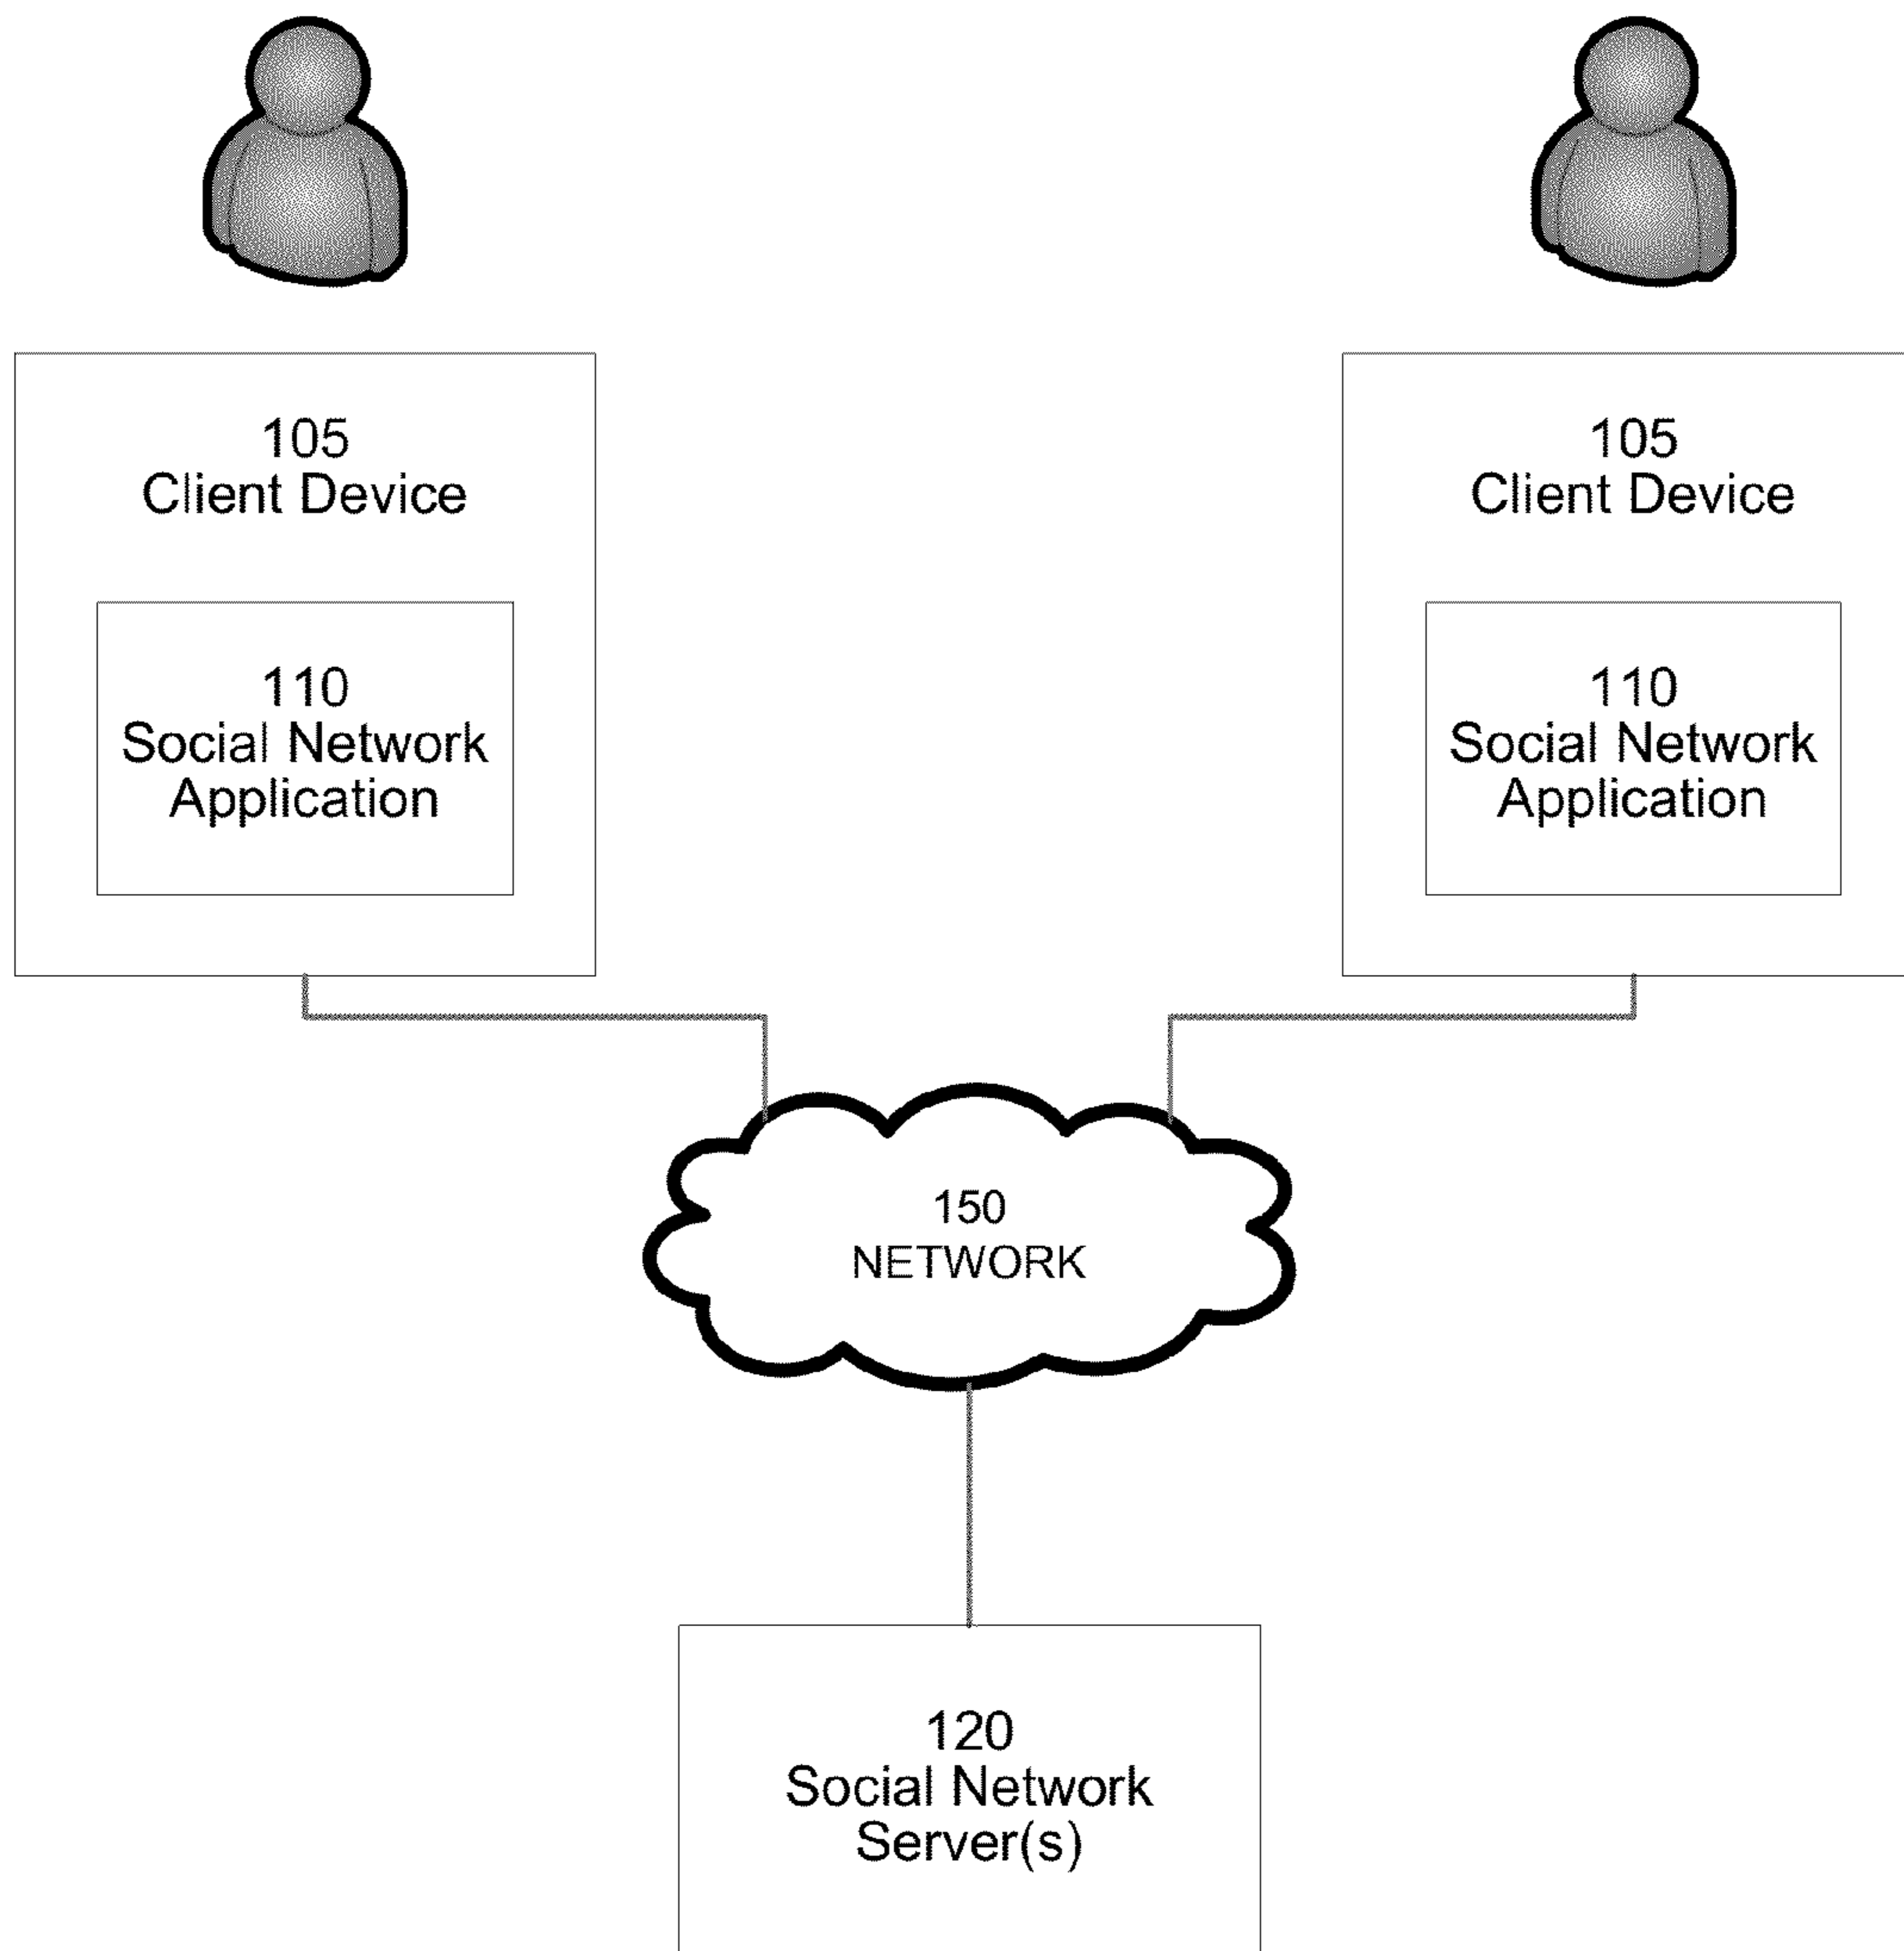 105
Client Device
110
Social Network
Application
105
Client Device
110
Social Network
Application
150
NETWORK
120
Social Network
Server(s)